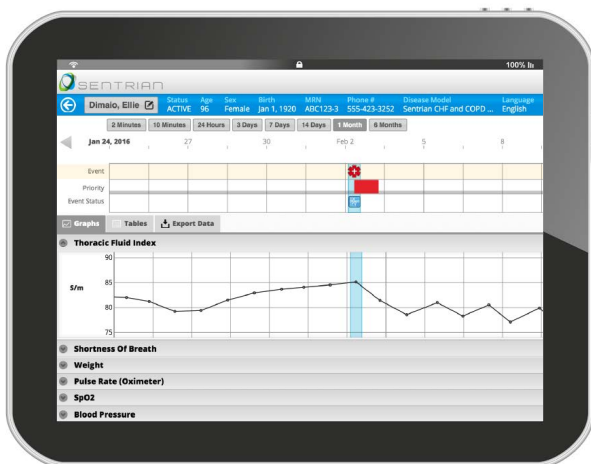 100%
SENTRIAN
Dimaio, Ellie
Status Age Sex Birth MRN Phone # Disease Model Language
ACTIVE 96 Female Jan 1, 1920 ABC123-3 555-423-3252 Sentrian CHF and COPD ... English
2 Minutes 10 Minutes 24 Hours 3 Days 7 Days 14 Days 1 Month 6 Months
Jan 24, 2016 27 30 Feb 2 5 8
Event
Priority
Event Status
Graphs Tables Export Data
Thoracic Fluid Index
90
85
S/m
80
75
Shortness Of Breath
Weight
Pulse Rate (Oximeter)
SpO2
Blood Pressure